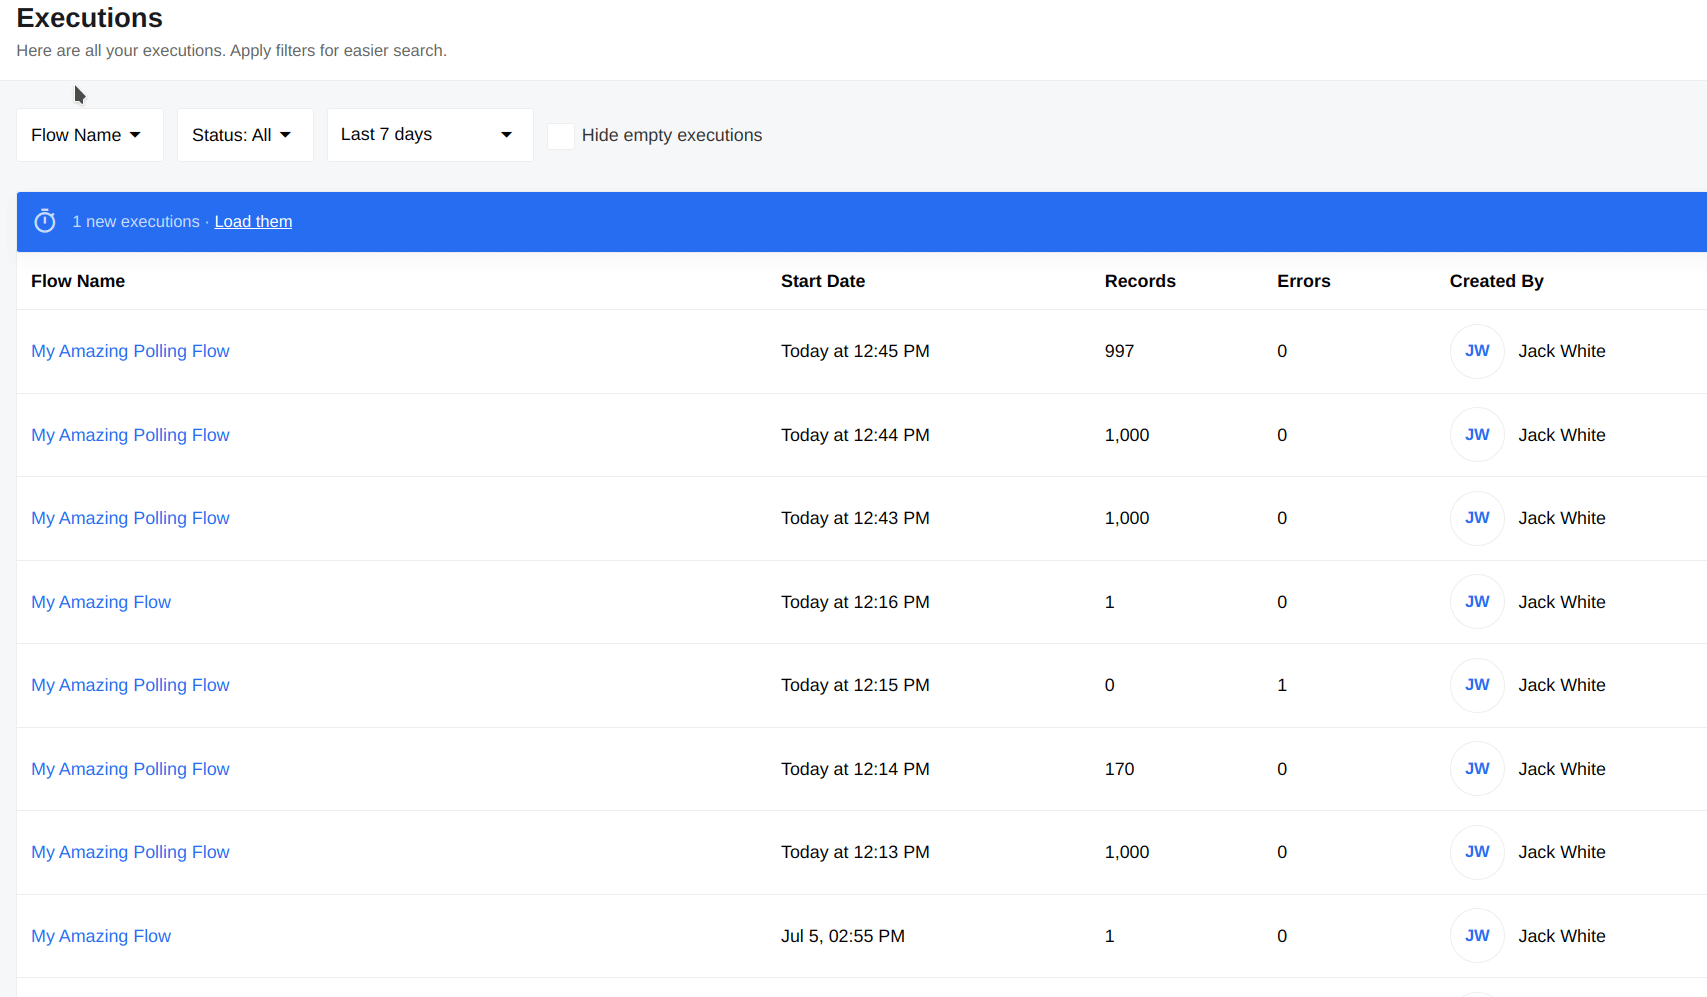 Executions
Here are all your executions. Apply filters for easier search.
Flow Name Status: All Last 7 days Hide empty executions
1 new executions · Load them
Flow Name Start Date Records Errors Created By
My Amazing Polling Flow Today at 12:45 PM 997 0 JW Jack White
My Amazing Polling Flow Today at 12:44 PM 1,000 0 JW Jack White
My Amazing Polling Flow Today at 12:43 PM 1,000 0 JW Jack White
My Amazing Flow Today at 12:16 PM 1 0 JW Jack White
My Amazing Polling Flow Today at 12:15 PM 0 1 JW Jack White
My Amazing Polling Flow Today at 12:14 PM 170 0 JW Jack White
My Amazing Polling Flow Today at 12:13 PM 1,000 0 JW Jack White
My Amazing Flow Jul 5, 02:55 PM 1 0 JW Jack White